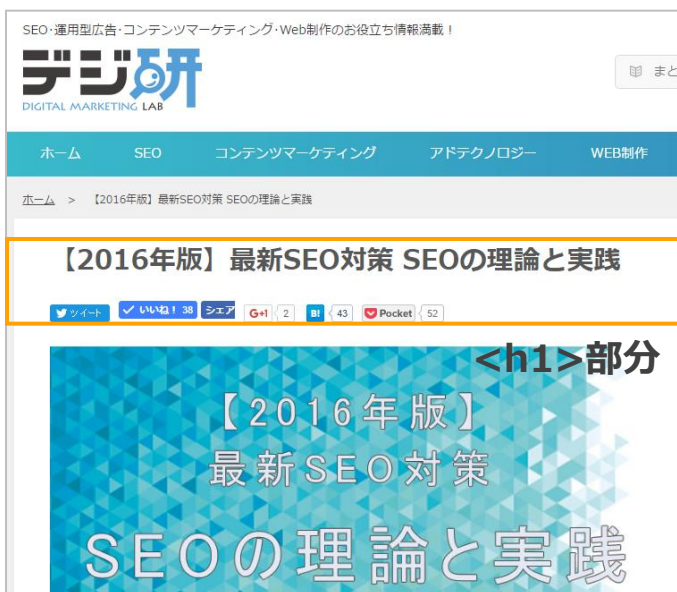 SEO･運用型広告･コンテンツマーケティング･Web制作のお役立ち情報満載！
デジ研
DIGITAL MARKETING LAB
まと
ホーム SEO コンテンツマーケティング アドテクノロジー WEB制作
ホーム > 【2016年版】最新SEO対策 SEOの理論と実践
【2016年版】最新SEO対策 SEOの理論と実践
ツイート いいね！ 38 シェア G+1 2 B! 43 Pocket 52
<h1>部分
【2016年版】
最新SEO対策
SEOの理論と実践